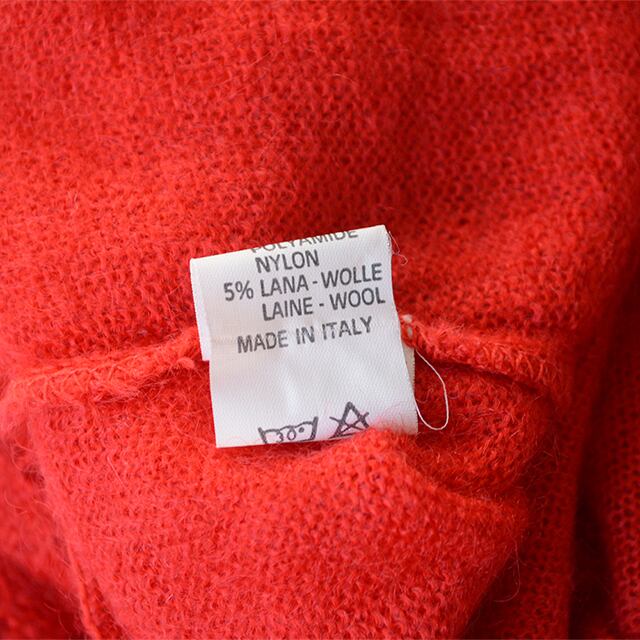 POLYAMIDE
NYLON
5% LANA - WOLLE
LAINE - WOOL
MADE IN ITALY